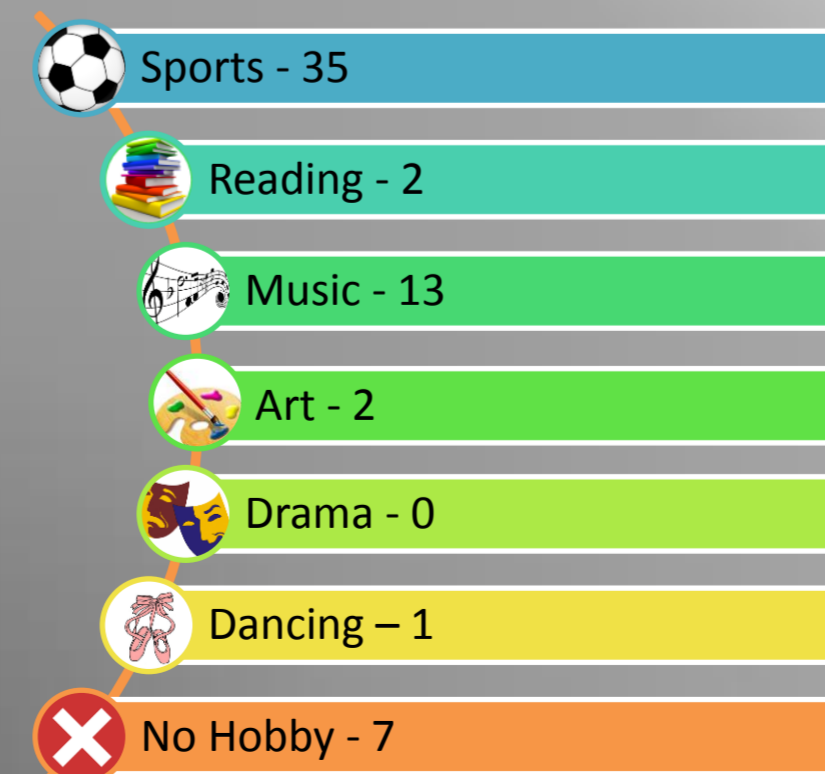 Sports - 35
Reading - 2
Music - 13
Art - 2
Drama - 0
Dancing – 1
No Hobby - 7